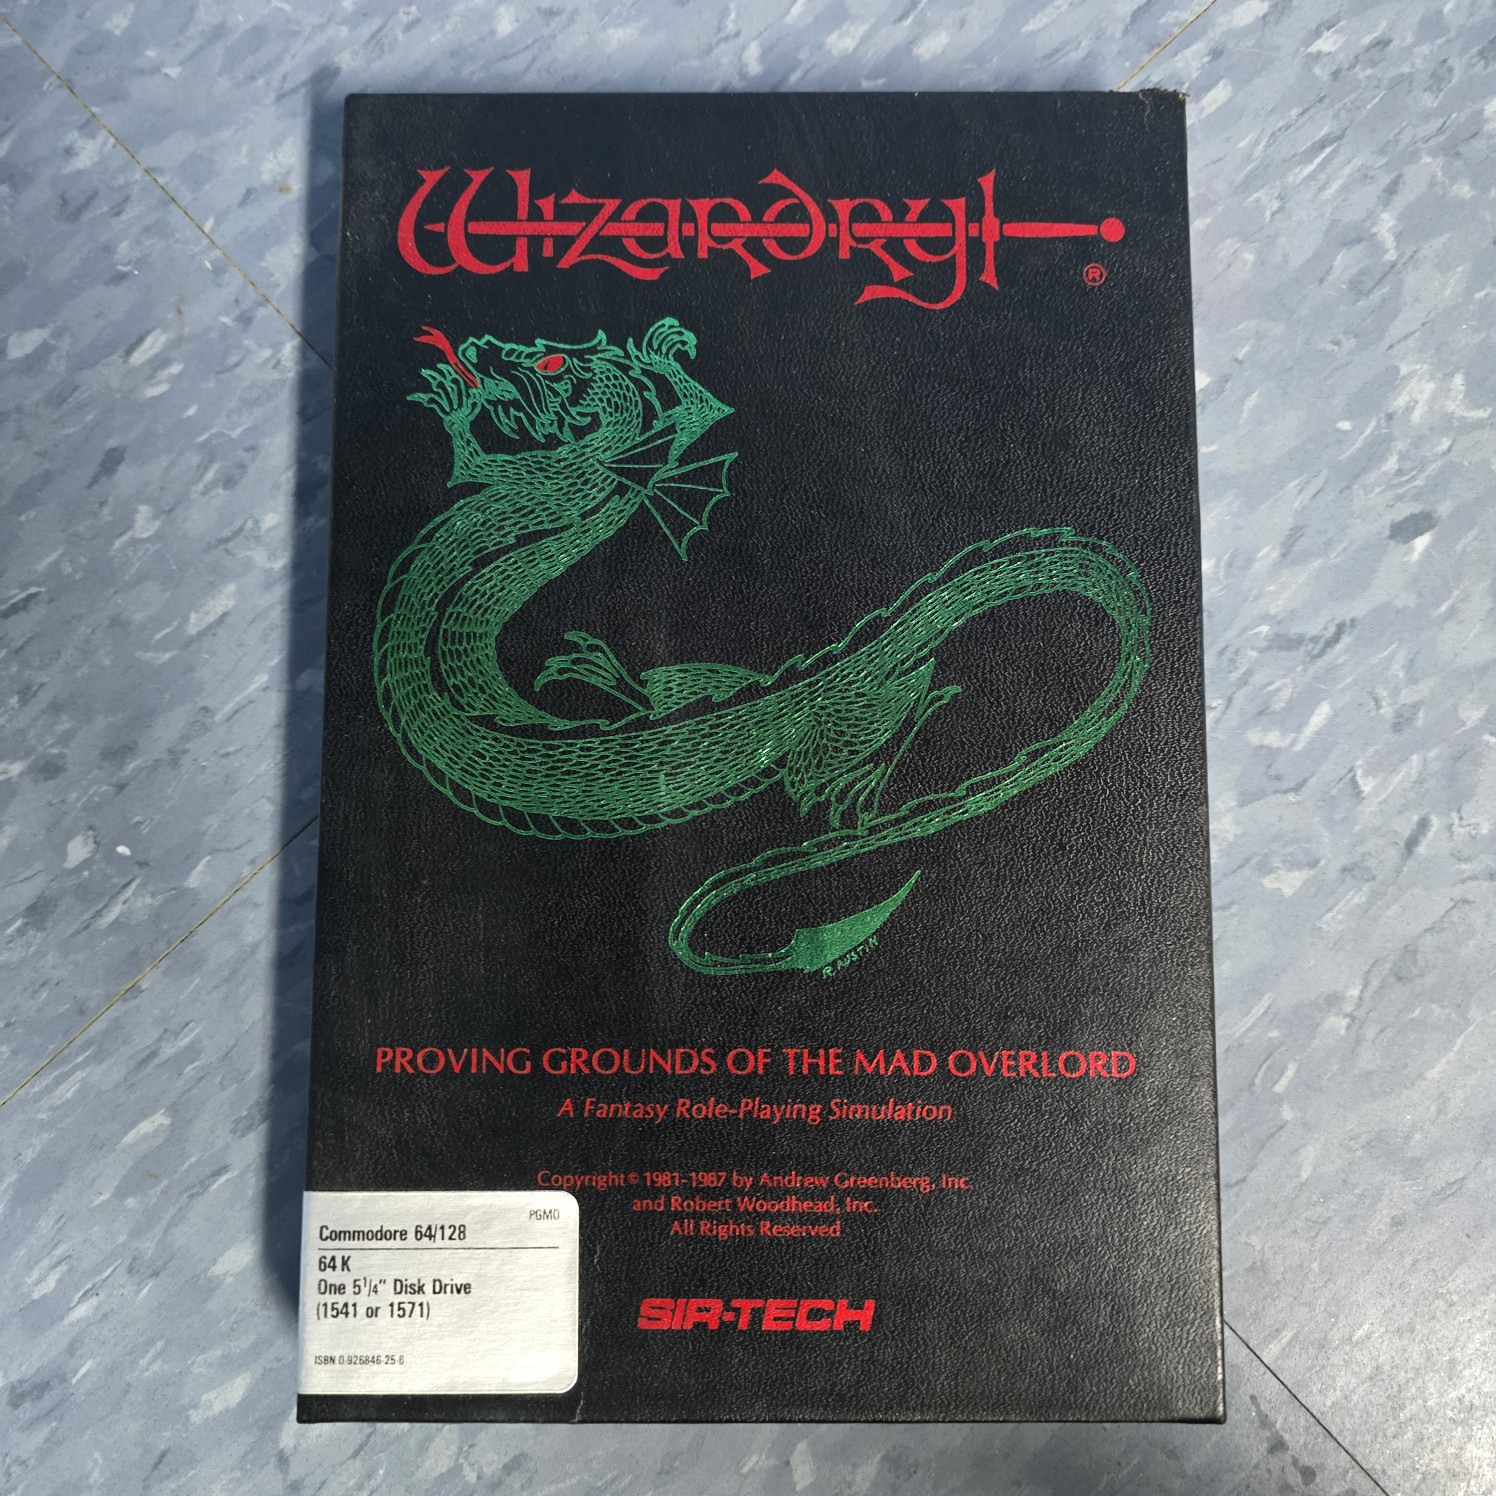 Wizardry
®
R. AUSTIN
PROVING GROUNDS OF THE MAD OVERLORD
A Fantasy Role-Playing Simulation
Copyright © 1981-1987 by Andrew Greenberg, Inc.
and Robert Woodhead, Inc.
All Rights Reserved
PGMO
Commodore 64/128
64 K
One 5¼" Disk Drive
(1541 or 1571)
ISBN 0-926846-25-6
SIR-TECH